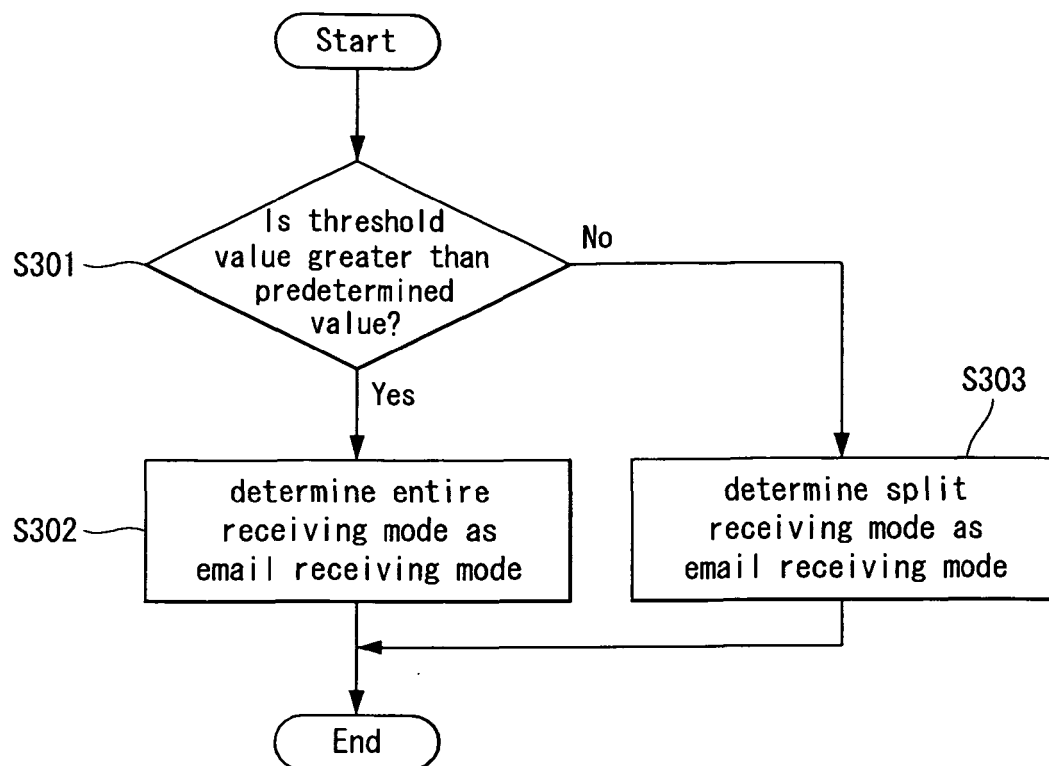 Start
Is threshold
value greater than
predetermined
value?
S301
No
Yes
S303
determine entire
receiving mode as
email receiving mode
S302
determine split
receiving mode as
email receiving mode
End